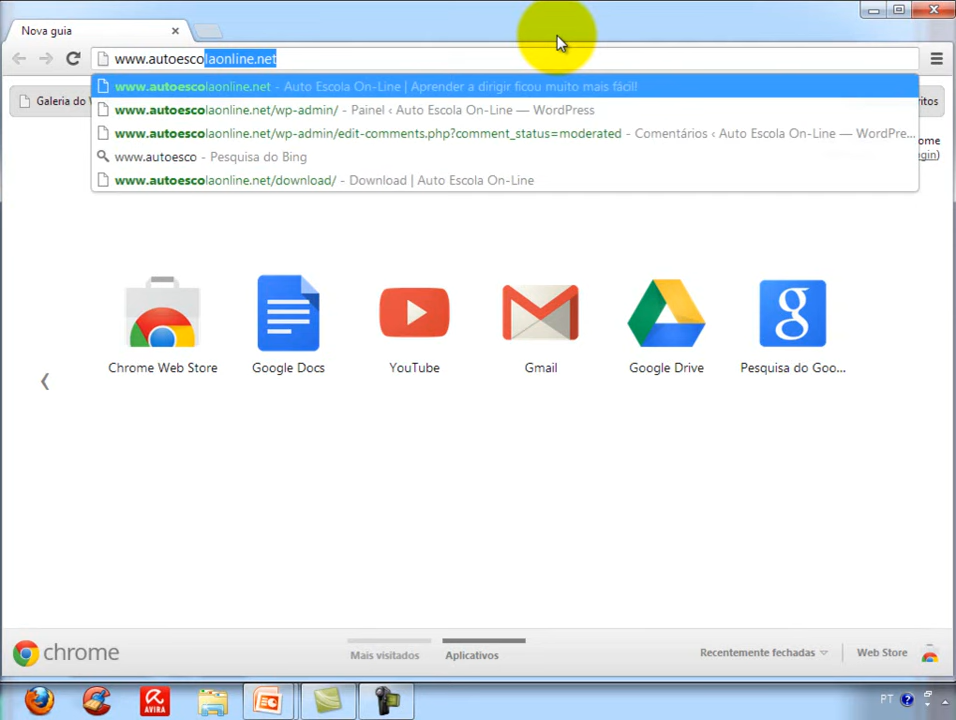 Nova guia
www.autoescolaonline.net
www.autoescolaonline.net - Auto Escola On-Line | Aprender a dirigir ficou muito mais fácil!
Galeria do
ritos
www.autoescolaonline.net/wp-admin/ - Painel ‹ Auto Escola On-Line — WordPress
www.autoescolaonline.net/wp-admin/edit-comments.php?comment_status=moderated - Comentários ‹ Auto Escola On-Line — WordPre...
ome
www.autoesco - Pesquisa do Bing
ogin)
www.autoescolaonline.net/download/ - Download | Auto Escola On-Line
g
Chrome Web Store
Google Docs
YouTube
Gmail
Google Drive
Pesquisa do Goo...
chrome
Mais visitados
Aplicativos
Recentemente fechadas
Web Store
AVIRA
PT